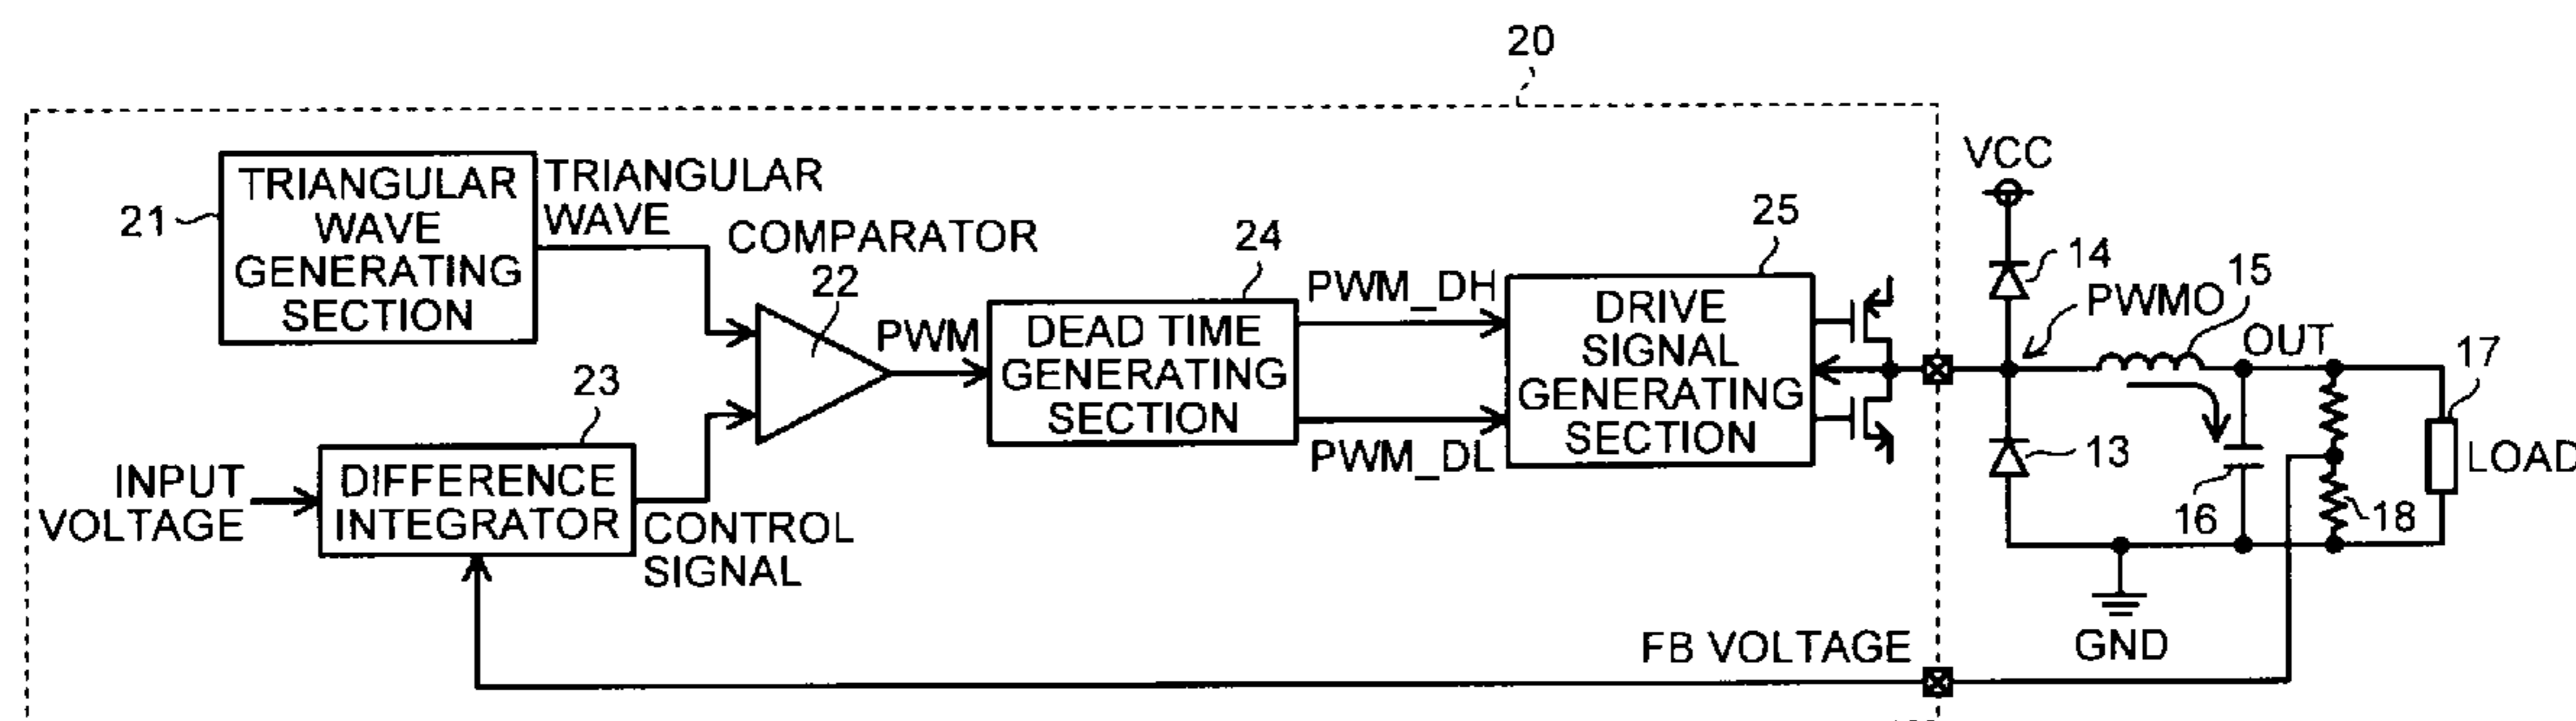 20
VCC
TRIANGULAR
WAVE
GENERATING
SECTION
21
TRIANGULAR
WAVE
COMPARATOR
22
PWM
24
DEAD TIME
GENERATING
SECTION
PWM_DH
PWM_DL
25
DRIVE
SIGNAL
GENERATING
SECTION
14
PWMO
15
OUT
17
LOAD
13
16
18
GND
23
INPUT
VOLTAGE
DIFFERENCE
INTEGRATOR
CONTROL
SIGNAL
FB VOLTAGE